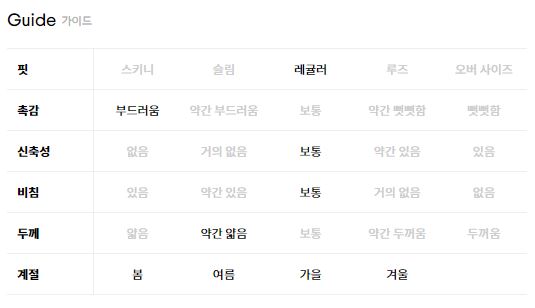 Guide 가이드
핏 스키니 슬림 레귤러 루즈 오버 사이즈
촉감 부드러움 약간 부드러움 보통 약간 뻣뻣함 뻣뻣함
신축성 없음 거의 없음 보통 약간 있음 있음
비침 있음 약간 있음 보통 거의 없음 없음
두께 얇음 약간 얇음 보통 약간 두꺼움 두꺼움
계절 봄 여름 가을 겨울